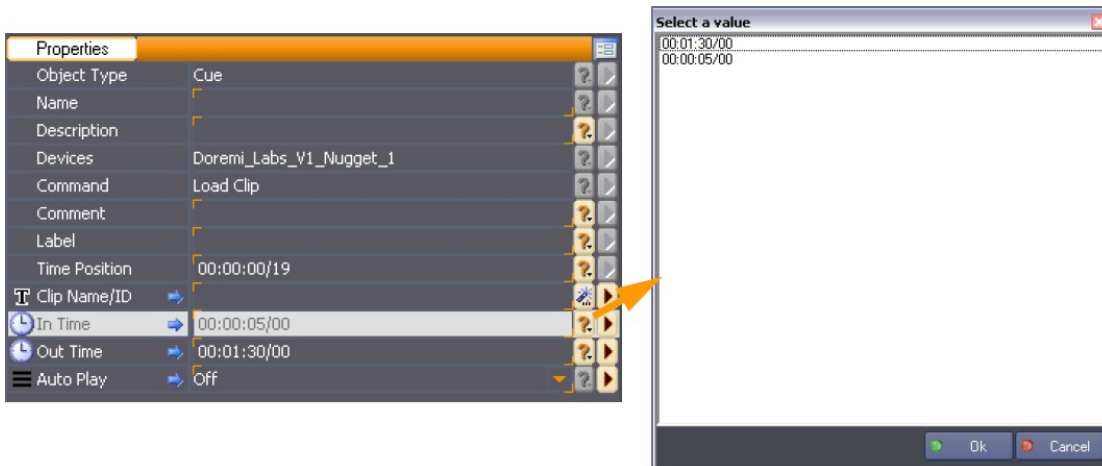 Properties
Object Type Cue
Name
Description
Devices Doremi_Labs_V1_Nugget_1
Command Load Clip
Comment
Label
Time Position 00:00:00/19
T Clip Name/ID
In Time 00:00:05/00
Out Time 00:01:30/00
Auto Play Off
Select a value
00:01:30/00
00:00:05/00
Ok Cancel